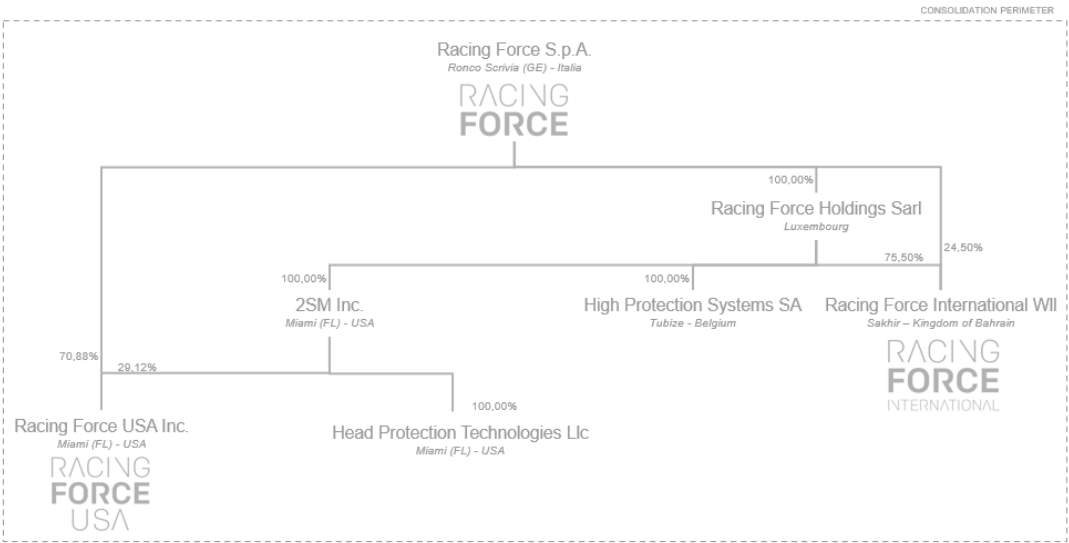 CONSOLIDATION PERIMETER
Racing Force S.p.A.
Ronco Scrivia (GE) - Italia
RACING
FORCE
100,00%
Racing Force Holdings Sarl
Luxembourg
24,50%
75,50%
100,00%
100,00%
2SM Inc.
Miami (FL) - USA
High Protection Systems SA
Tubize - Belgium
Racing Force International Wll
Sakhir – Kingdom of Bahrain
RACING
FORCE
INTERNATIONAL
70,88%
29,12%
100,00%
Racing Force USA Inc.
Miami (FL) - USA
RACING
FORCE
USA
Head Protection Technologies Llc
Miami (FL) - USA